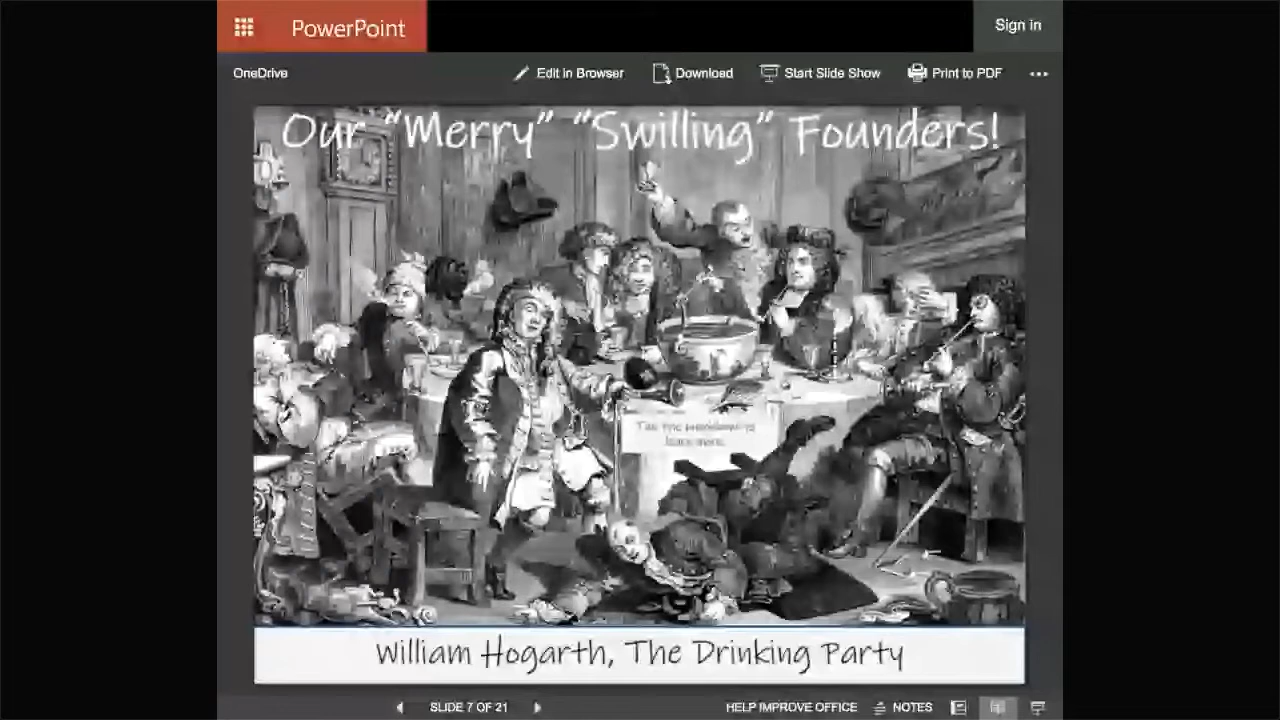 PowerPoint
Sign in
OneDrive
Edit in Browser
Download
Start Slide Show
Print to PDF
Our “Merry” “Swilling” Founders!
William Hogarth, The Drinking Party
SLIDE 7 OF 21
HELP IMPROVE OFFICE
NOTES